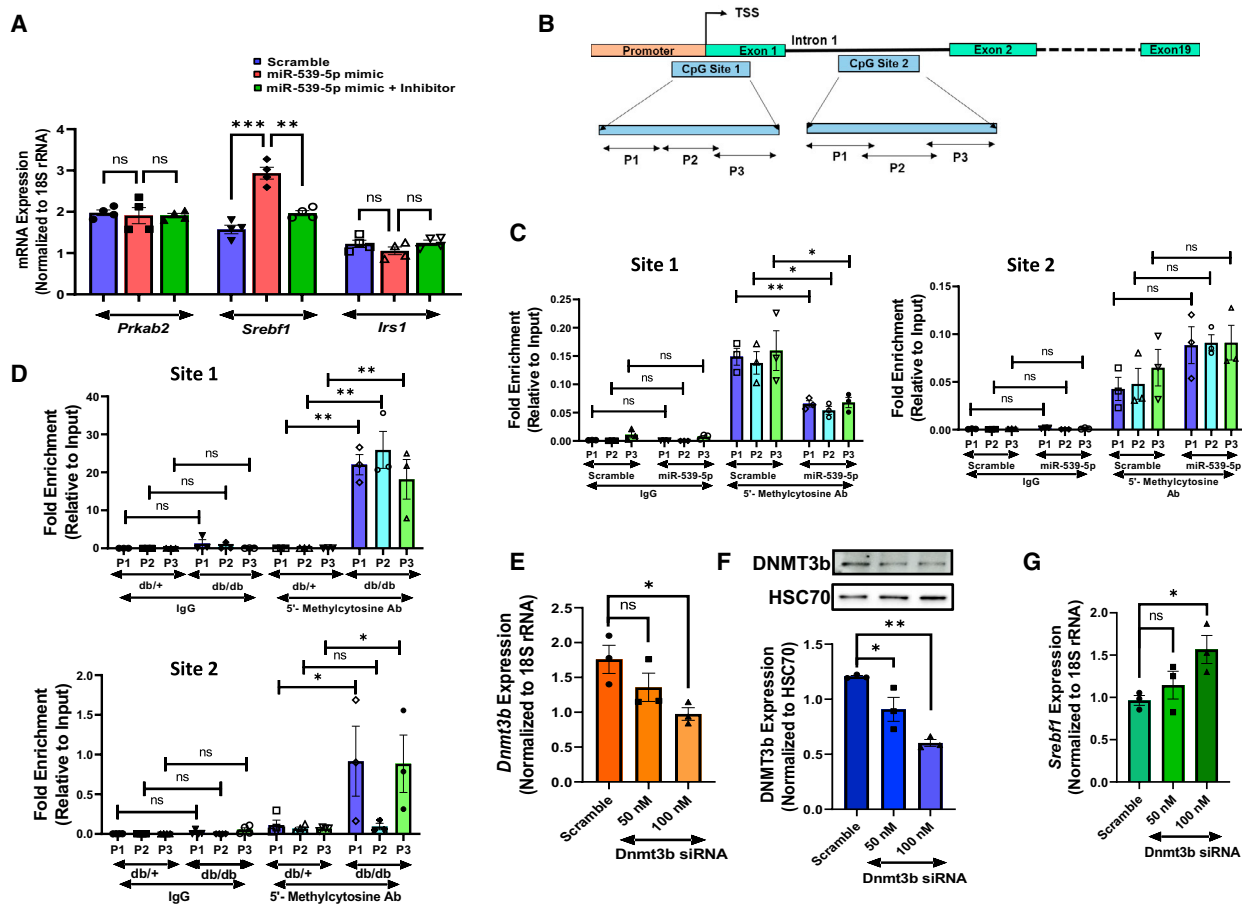 A
Scramble
miR-539-5p mimic
miR-539-5p mimic + Inhibitor
mRNA Expression
(Normalized to 18S rRNA)
4
3
2
1
0
ns
ns
***
**
ns
ns
Prkab2
Srebf1
Irs1
B
TSS
Promoter
Exon 1
Intron 1
Exon 2
Exon19
CpG Site 1
CpG Site 2
P1
P2
P3
P1
P2
P3
C
Site 1
Fold Enrichment
(Relative to Input)
0.25
0.20
0.15
0.10
0.05
0.00
ns
ns
ns
**
*
*
P1 P2 P3 P1 P2 P3 P1 P2 P3 P1 P2 P3
Scramble miR-539-5p Scramble miR-539-5p
IgG 5'- Methylcytosine Ab
Site 2
Fold Enrichment
(Relative to Input)
0.15
0.10
0.05
0.00
ns
ns
ns
ns
ns
ns
P1 P2 P3 P1 P2 P3 P1 P2 P3 P1 P2 P3
Scramble miR-539-5p Scramble miR-539-5p
IgG 5'- Methylcytosine
Ab
D
Site 1
Fold Enrichment
(Relative to Input)
40
30
20
10
0
ns
ns
ns
**
**
**
P1 P2 P3 P1 P2 P3 P1 P2 P3 P1 P2 P3
db/+ db/db db/+ db/db
IgG 5'- Methylcytosine Ab
Site 2
Fold Enrichment
(Relative to Input)
2.0
1.5
1.0
0.5
0.0
ns
ns
ns
*
ns
*
P1 P2 P3 P1 P2 P3 P1 P2 P3 P1 P2 P3
db/+ db/db db/+ db/db
IgG 5'- Methylcytosine Ab
E
Dnmt3b Expression
(Normalized to 18S rRNA)
2.5
2.0
1.5
1.0
0.5
0.0
ns
*
Scramble
50 nM
100 nM
Dnmt3b siRNA
F
DNMT3b
HSC70
DNMT3b Expression
(Normalized to HSC70)
1.5
1.2
0.9
0.6
0.3
0.0
*
**
Scramble
50 nM
100 nM
Dnmt3b siRNA
G
Srebf1 Expression
(Normalized to 18S rRNA)
2.0
1.5
1.0
0.5
0.0
ns
*
Scramble
50 nM
100 nM
Dnmt3b siRNA